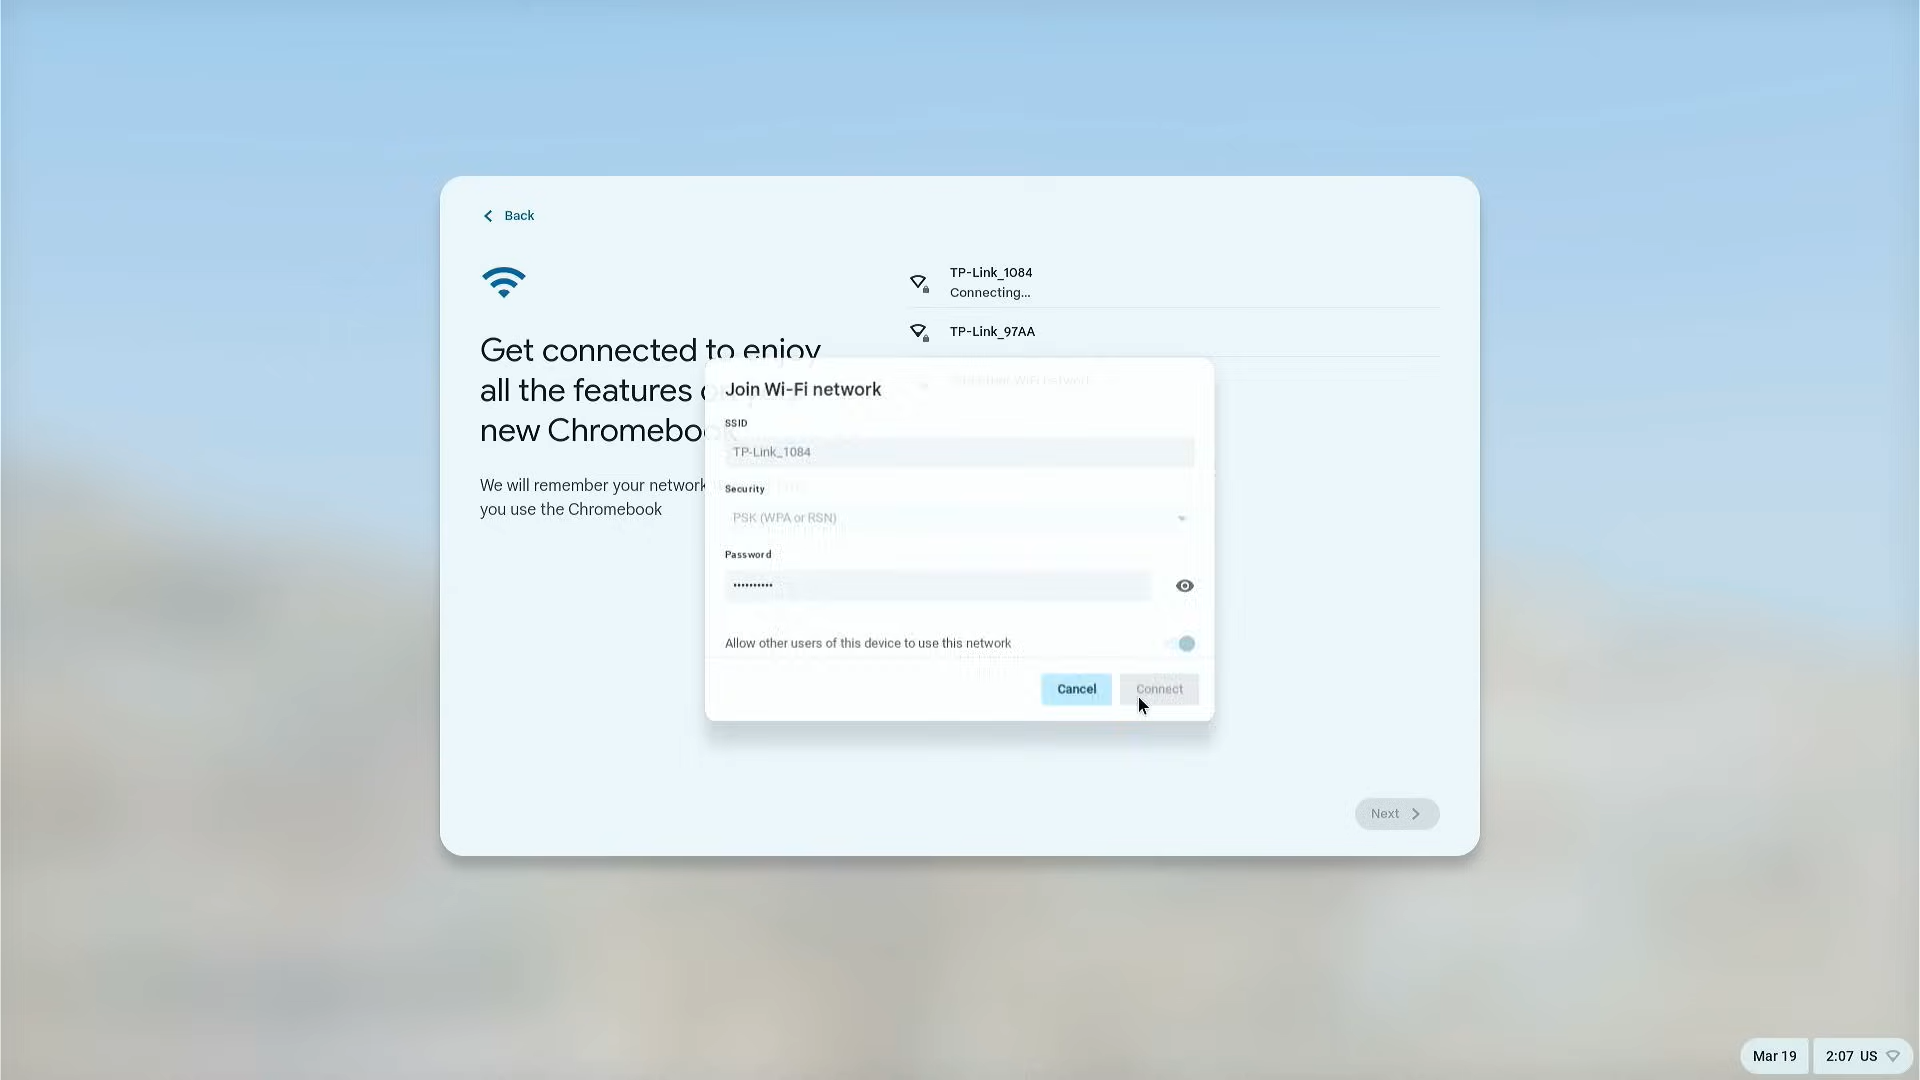 Back
TP-Link_1084
Connecting...
TP-Link_97AA
Get connected to enjoy
all the features
new Chromeboo
We will remember your network
you use the Chromebook
Join Wi-Fi network
SSID
TP-Link_1084
Security
PSK (WPA or RSN)
Password
••••••••••
Allow other users of this device to use this network
Cancel
Connect
Next
Mar 19
2:07 US